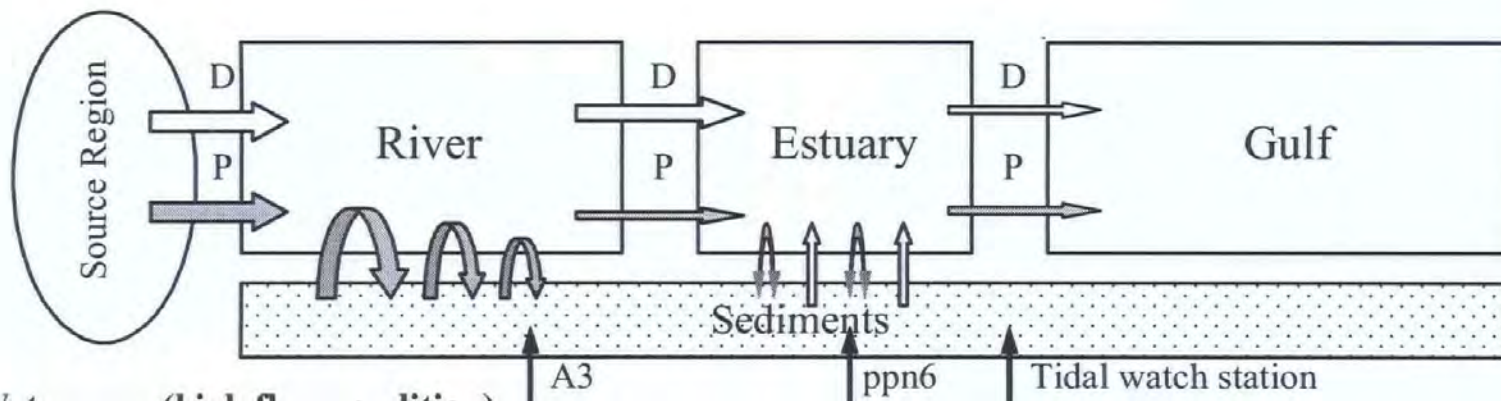 Source Region
D
P
River
D
P
Estuary
D
P
Gulf
Sediments
A3
ppn6
Tidal watch station